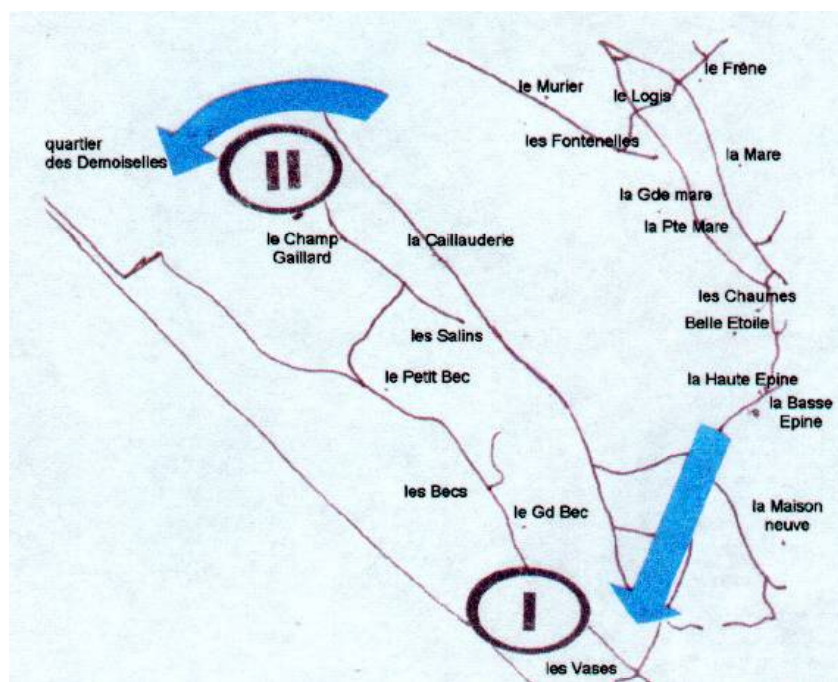 le Frêne
le Murier
le Logis
quartier
des Demoiselles
II
les Fontenelles
la Mare
la Gde mare
la Pte Mare
le Champ
Gaillard
la Caillauderie
les Chaumes
Belle Etoile
les Salins
le Petit Bec
la Haute Epine
la Basse
Epine
les Becs
le Gd Bec
la Maison
neuve
I
les Vases